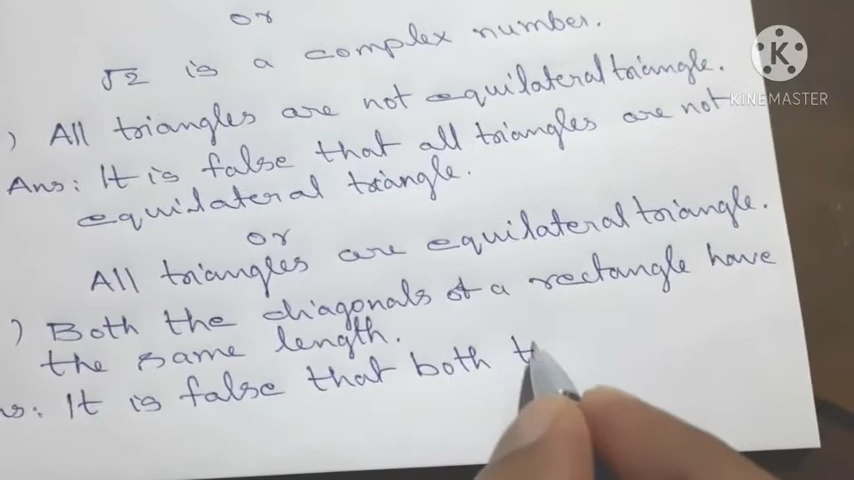 or
√2 is a complex number.
) All triangles are not equilateral triangle.
Ans: It is false that all triangles are not
equilateral triangle.
or
All triangles are equilateral triangle.
) Both the diagonals of a rectangle have
the same length.
ns: It is false that both t
K
KINEMASTER